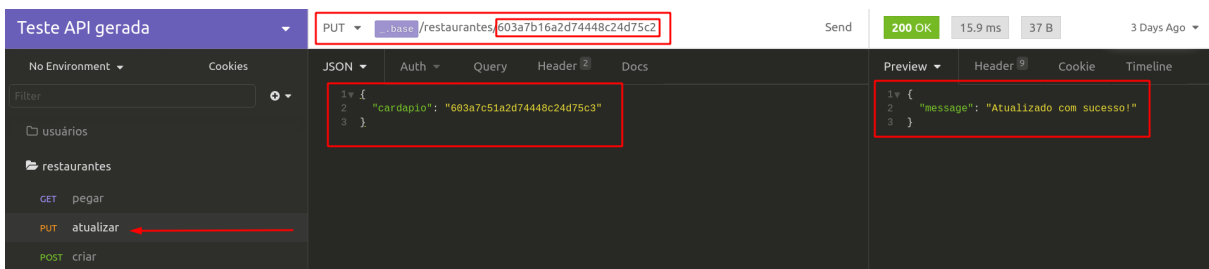 Teste API gerada
PUT _.base /restaurantes/603a7b16a2d74448c24d75c2 Send
200 OK 15.9 ms 37 B 3 Days Ago
No Environment Cookies
JSON Auth Query Header 2 Docs
Preview Header 9 Cookie Timeline
Filter
usuários
restaurantes
GET pegar
PUT atualizar
POST criar
1 {
2 "cardapio": "603a7c51a2d74448c24d75c3"
3 }
1 {
2 "message": "Atualizado com sucesso!"
3 }